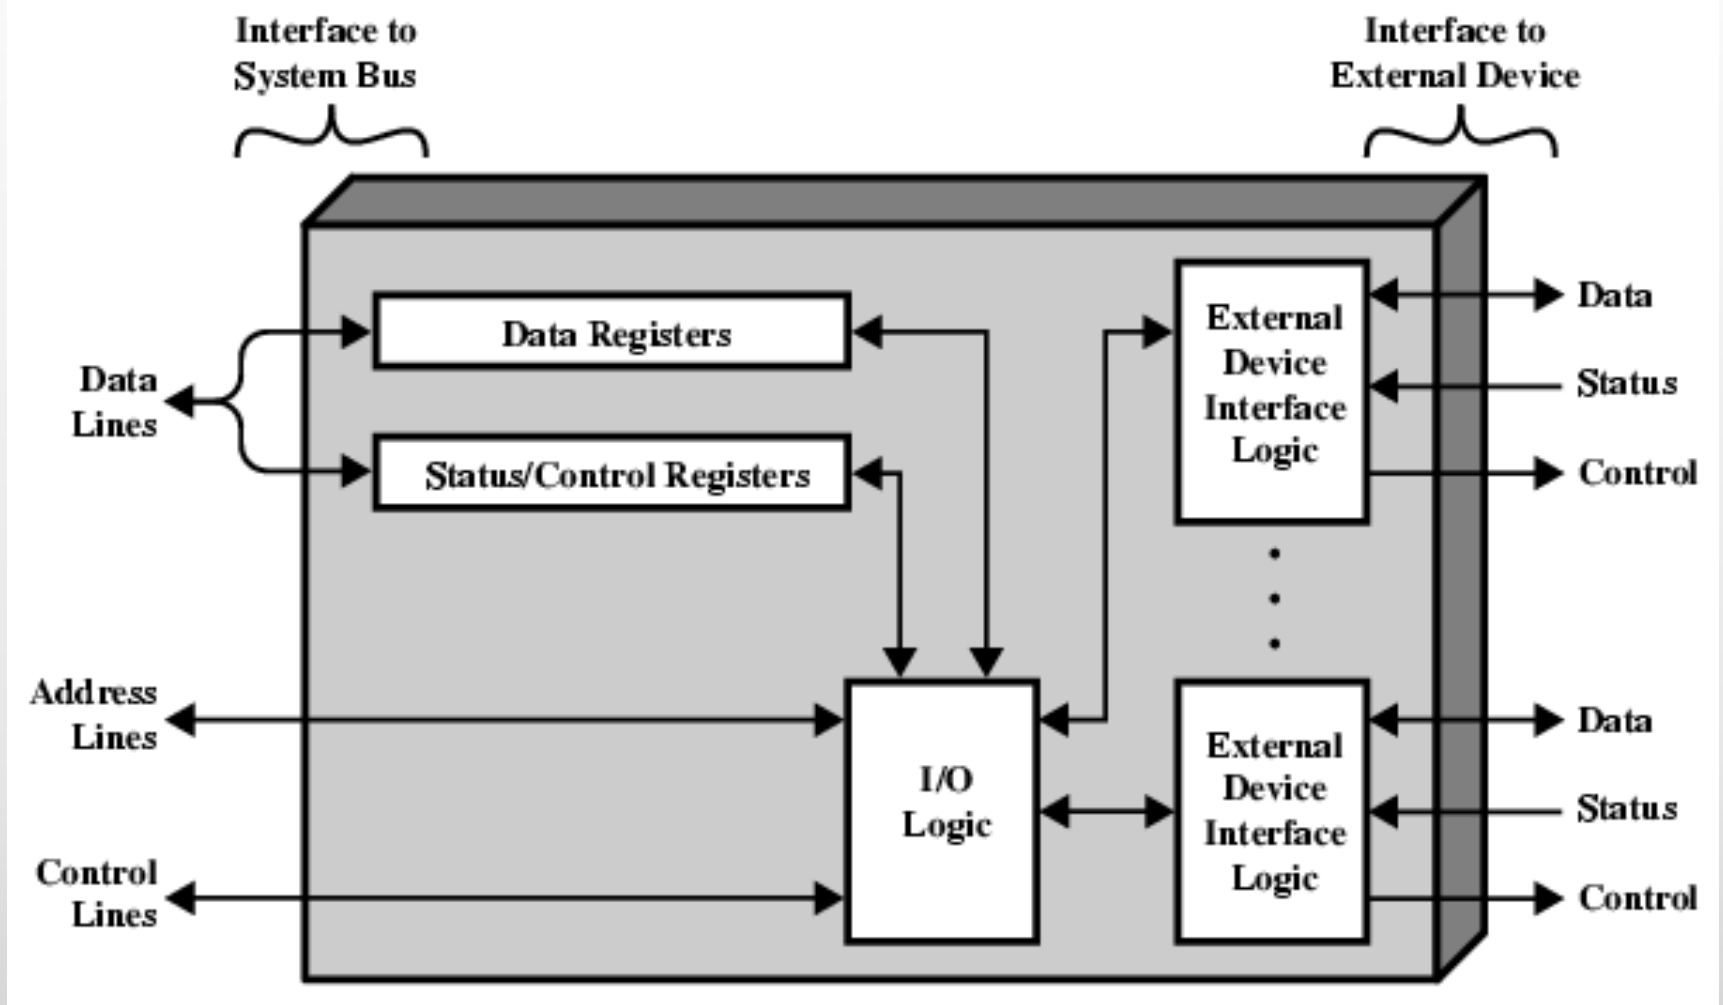 Interface to
System Bus
Interface to
External Device
Data Registers
Data
Lines
Status/Control Registers
External
Device
Interface
Logic
Data
Status
Control
Address
Lines
I/O
Logic
Control
Lines
External
Device
Interface
Logic
Data
Status
Control